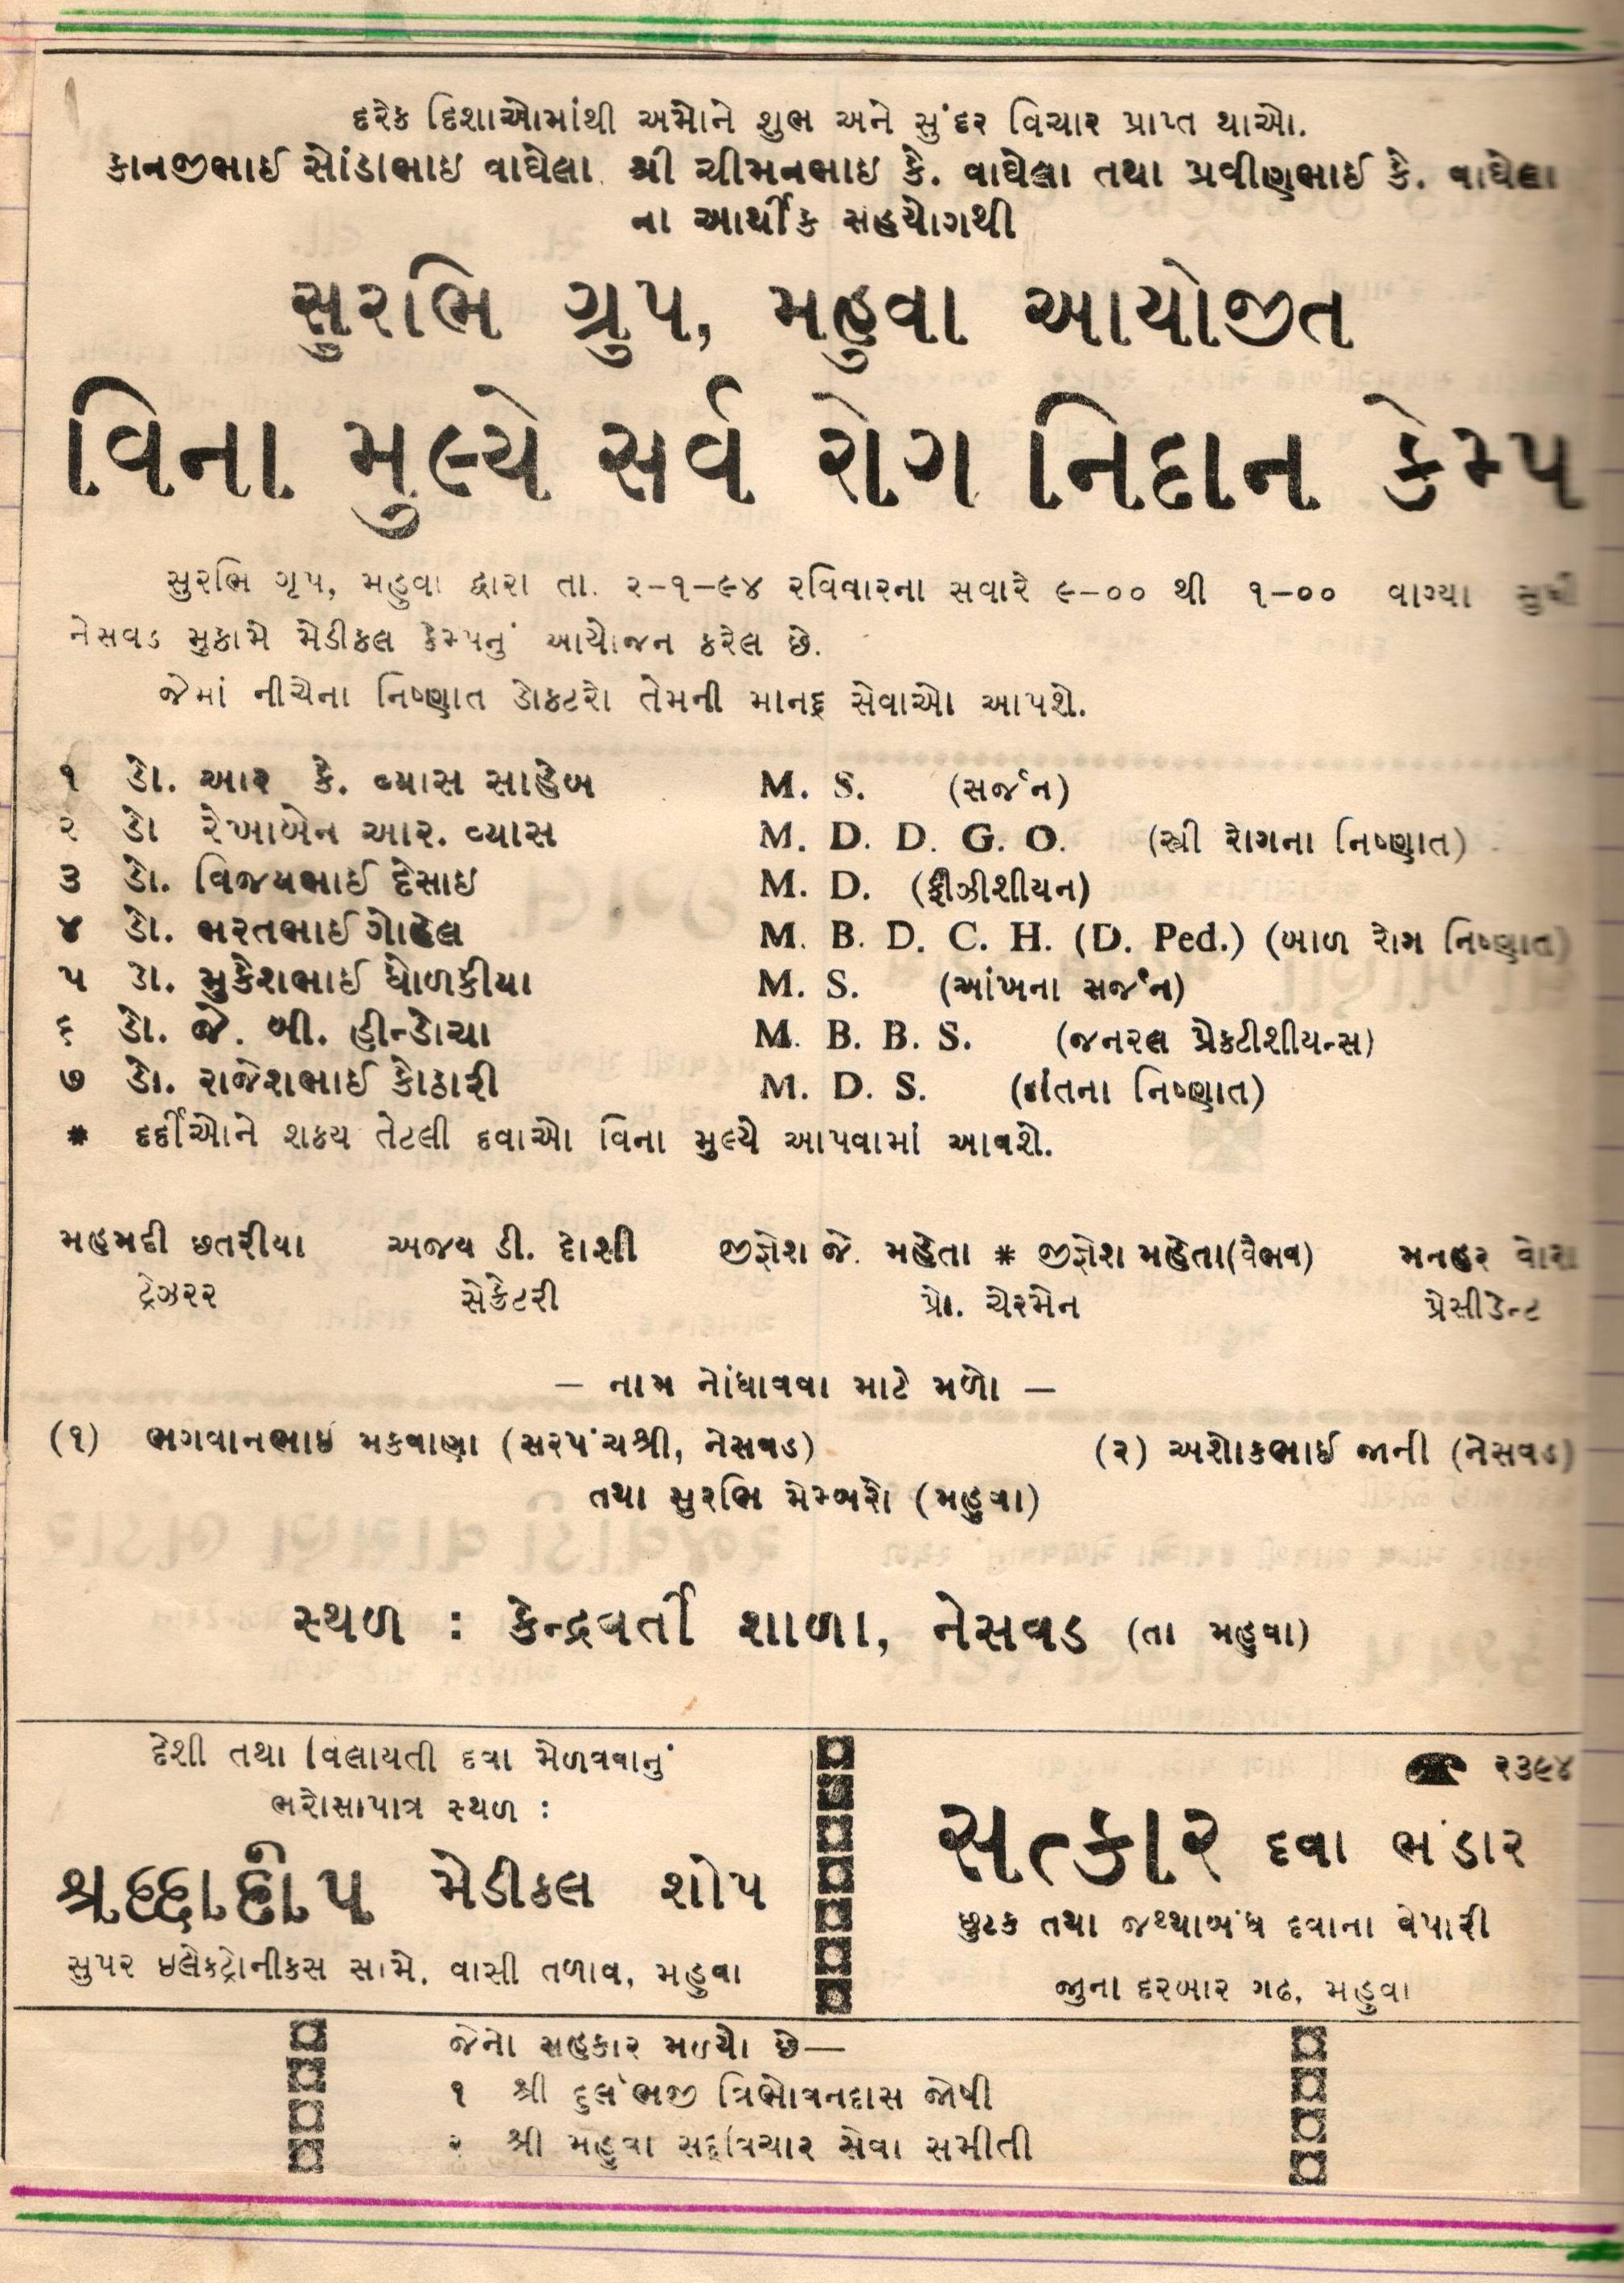 દરેક દિશાઓમાંથી અમોને શુભ અને સુંદર વિચાર પ્રાપ્ત થાઓ.
કાનજીભાઈ સોંડાભાઇ વાઘેલા શ્રી ચીમનભાઇ કે. વાઘેલા તથા પ્રવીણભાઈ કે. વાઘેલા
ના આર્થીક સહયોગથી
સુરભિ ગ્રુપ, મહુવા આયોજીત
વિના મુલ્યે સર્વ રોગ નિદાન કેમ્પ
સુરભિ ગૃપ, મહુવા દ્વારા તા. ૨-૧-૯૪ રવિવારના સવારે ૯-૦૦ થી ૧-૦૦ વાગ્યા સુધી
નેસવડ મુકામે મેડીકલ કેમ્પનું આયોજન કરેલ છે.
જેમાં નીચેના નિષ્ણાત ડોકટરો તેમની માનદ્ સેવાઓ આપશે.
૧ ડો. આર કે. વ્યાસ સાહેબ M. S. (સર્જન)
૨ ડો રેખાબેન આર. વ્યાસ M. D. D. G. O. (સ્ત્રી રોગના નિષ્ણાત)
૩ ડો. વિજયભાઈ દેસાઇ M. D. (ફીઝીશીયન)
૪ ડો. ભરતભાઈ ગોહેલ M. B. D. C. H. (D. Ped.) (બાળ રોગ નિષ્ણાત)
૫ ડા. મુકેશભાઈ ધોળકીયા M. S. (આંખના સર્જન)
૬ ડો. જે. બી. હીન્ડોચા M. B. B. S. (જનરલ પ્રેકટીશીયન્સ)
૭ ડો. રાજેશભાઈ કોઠારી M. D. S. (દાંતના નિષ્ણાત)
* દર્દીઓને શકય તેટલી દવાઓ વિના મુલ્યે આપવામાં આવશે.
મહમદી છતરીયા અજય ડી. દોશી જીજ્ઞેશ જે. મહેતા * જીજ્ઞેશ મહેતા(વૈભવ) મનહર વોરા
ટ્રેઝરર સેક્રેટરી પ્રો. ચેરમેન પ્રેસીડેન્ટ
— નામ નોંધાવવા માટે મળો —
(૧) ભગવાનભાઇ મકવાણા (સરપંચશ્રી, નેસવડ) (૨) અશોકભાઈ જાની (નેસવડ)
તથા સુરભિ મેમ્બરો (મહુવા)
સ્થળ : કેન્દ્રવર્તી શાળા, નેસવડ (તા મહુવા)
દેશી તથા વિલાયતી દવા મેળવવાનું
ભરોસાપાત્ર સ્થળ :
શ્રદ્ધાદીપ મેડીકલ શોપ
સુપર ઇલેકટ્રોનીકસ સામે, વાસી તળાવ, મહુવા
૨૩૯૪
સત્કાર દવા ભંડાર
છુટક તથા જથ્થાબંધ દવાના વેપારી
જુના દરબાર ગઢ, મહુવા
જેનો સહકાર મળ્યો છે—
૧ શ્રી દુર્લભજી ત્રિભોવનદાસ જોષી
૨ શ્રી મહુવા સદ્વિચાર સેવા સમીતી